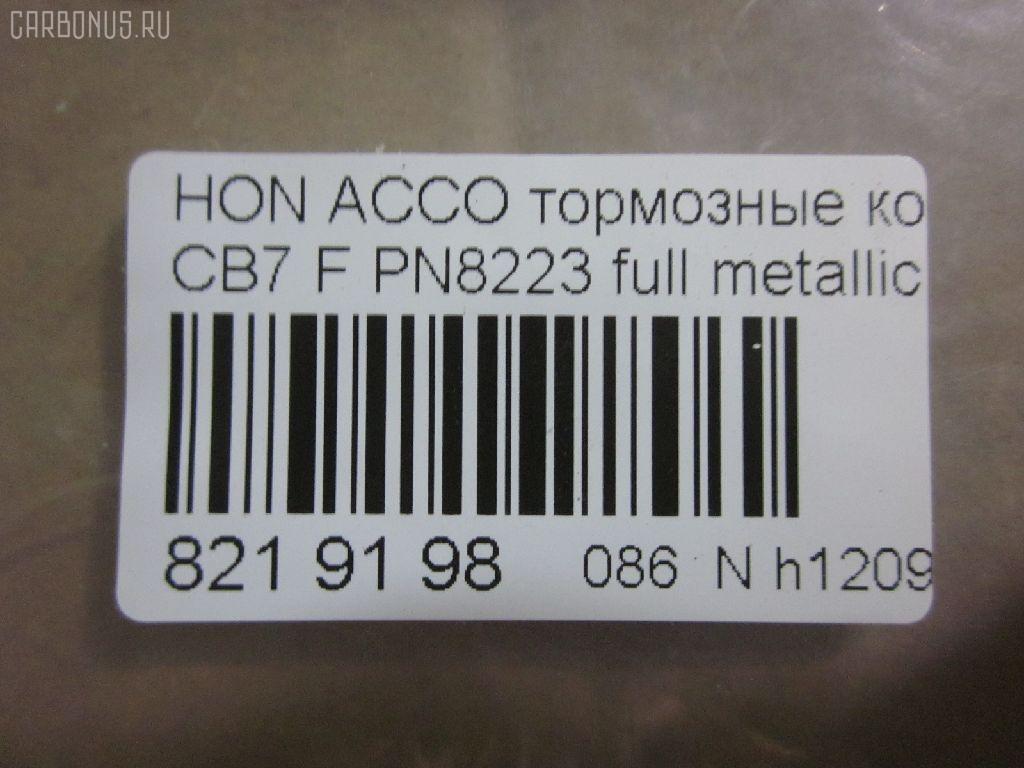 CARBONUS.RU
HON ACCO тормозные ко
CB7 F PN8223 full metallic
821 91 98 086 N h1209